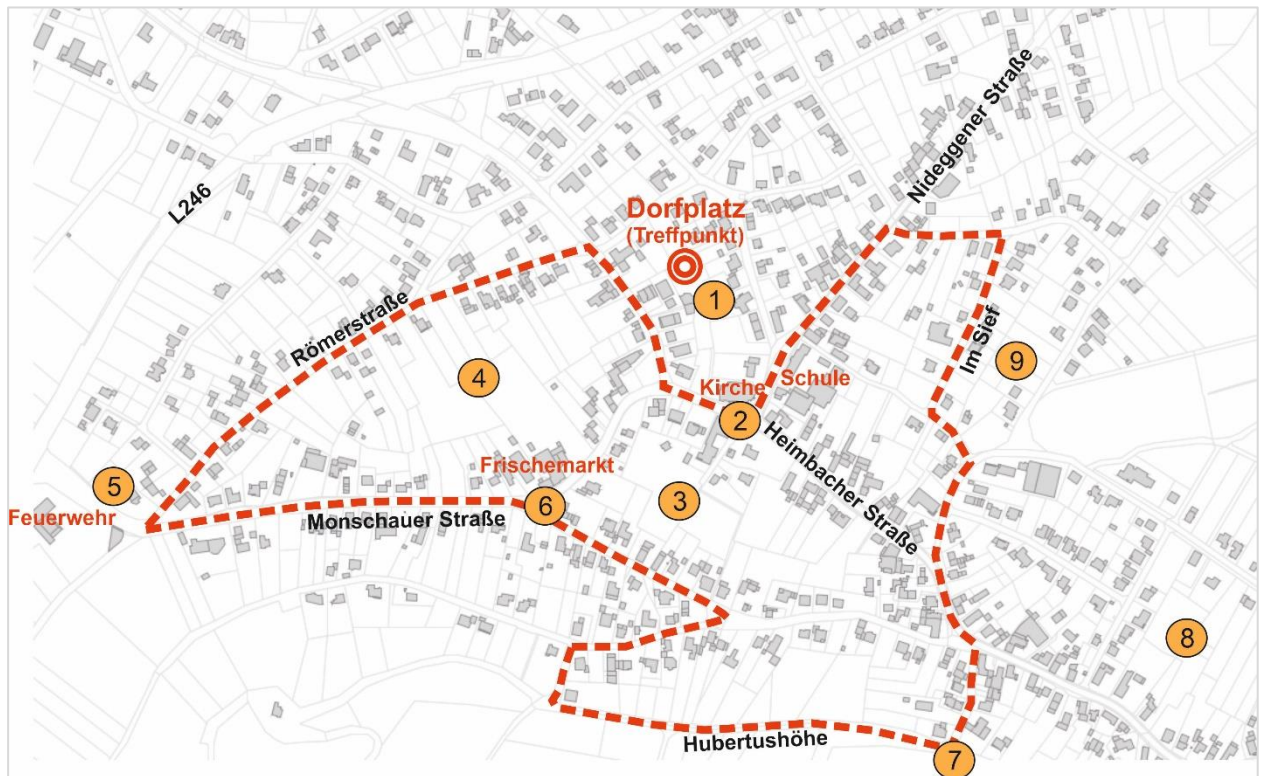 Nideggener Straße
L246
Dorfplatz
(Treffpunkt)
1
Römerstraße
Im Sief
9
4
Kirche
Schule
2
Heimbacher Straße
Frischemarkt
5
3
6
Feuerwehr
Monschauer Straße
8
Hubertushöhe
7